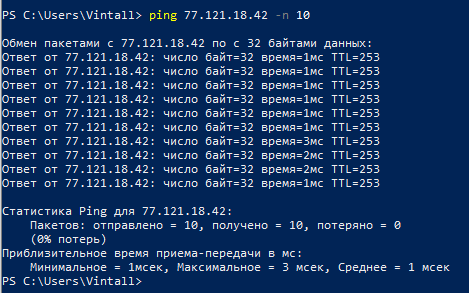 PS C:\Users\Vintall> ping 77.121.18.42 -n 10
Обмен пакетами с 77.121.18.42 по с 32 байтами данных:
Ответ от 77.121.18.42: число байт=32 время=1мс TTL=253
Ответ от 77.121.18.42: число байт=32 время=1мс TTL=253
Ответ от 77.121.18.42: число байт=32 время=1мс TTL=253
Ответ от 77.121.18.42: число байт=32 время=1мс TTL=253
Ответ от 77.121.18.42: число байт=32 время=1мс TTL=253
Ответ от 77.121.18.42: число байт=32 время=1мс TTL=253
Ответ от 77.121.18.42: число байт=32 время=3мс TTL=253
Ответ от 77.121.18.42: число байт=32 время=2мс TTL=253
Ответ от 77.121.18.42: число байт=32 время=2мс TTL=253
Ответ от 77.121.18.42: число байт=32 время=1мс TTL=253
Статистика Ping для 77.121.18.42:
Пакетов: отправлено = 10, получено = 10, потеряно = 0
(0% потерь)
Приблизительное время приема-передачи в мс:
Минимальное = 1мсек, Максимальное = 3 мсек, Среднее = 1 мсек
PS C:\Users\Vintall>